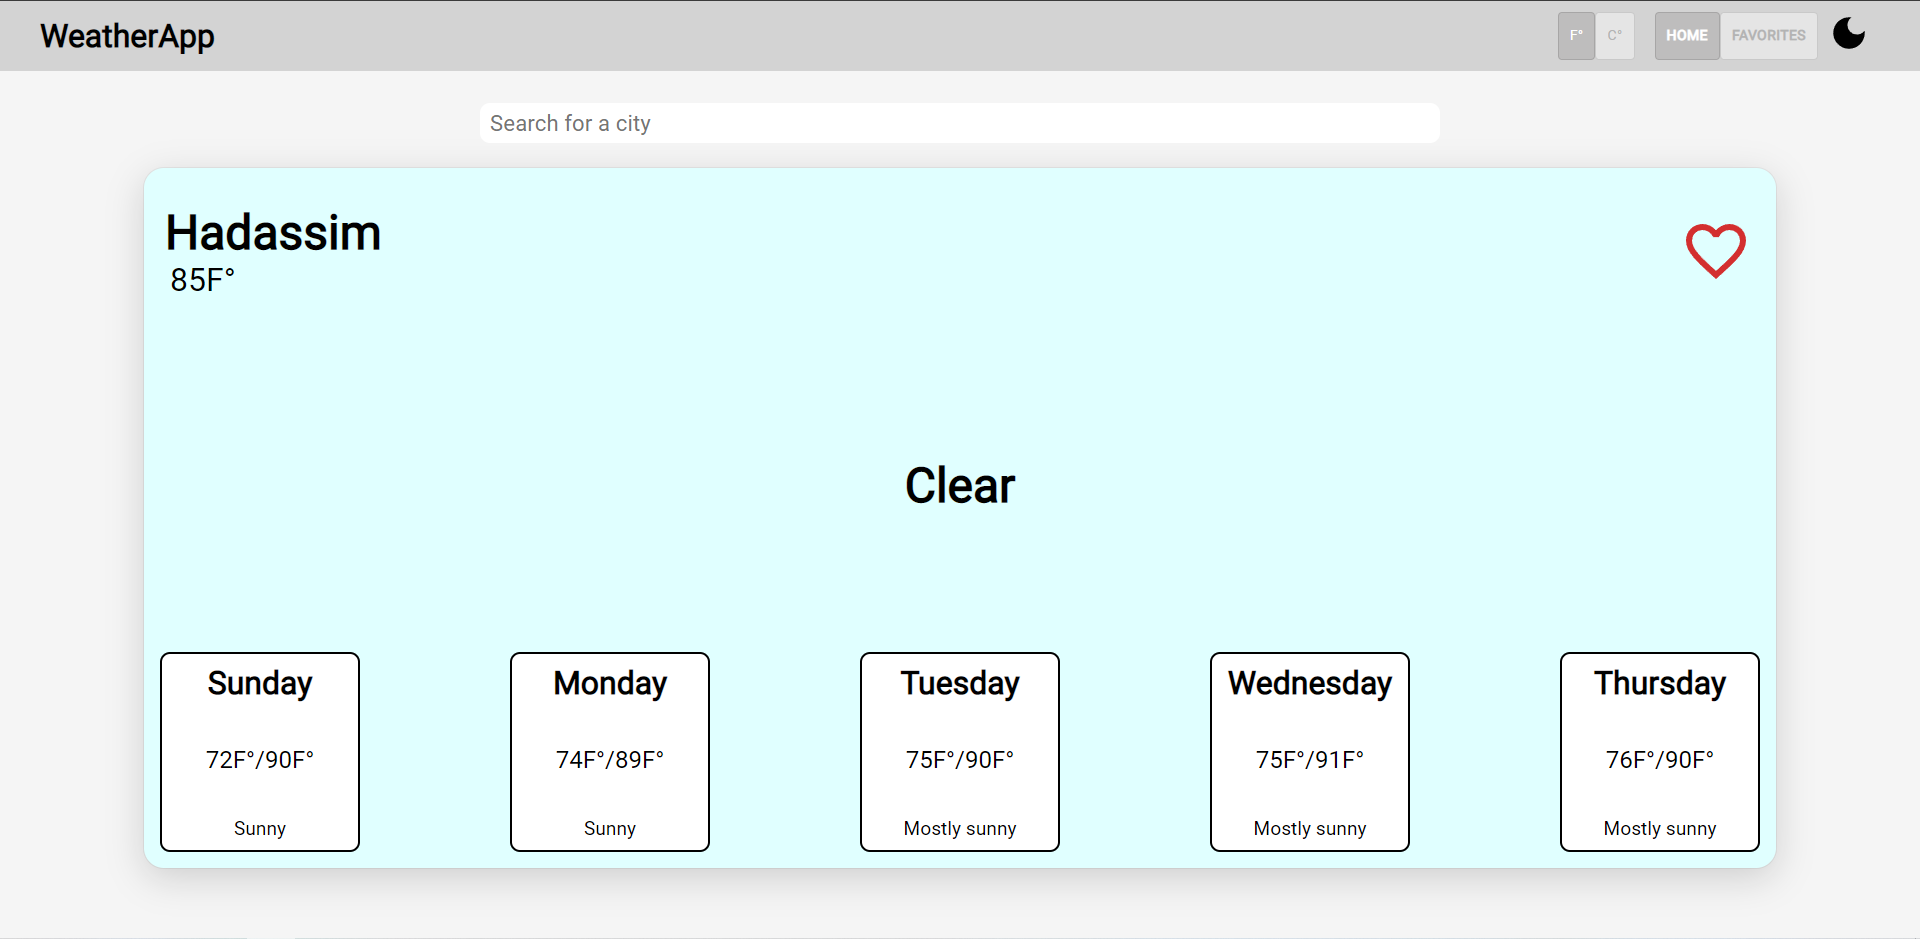 WeatherApp
F° C° HOME FAVORITES
Search for a city
Hadassim
85F°
Clear
Sunday Monday Tuesday Wednesday Thursday
72F°/90F° 74F°/89F° 75F°/90F° 75F°/91F° 76F°/90F°
Sunny Sunny Mostly sunny Mostly sunny Mostly sunny